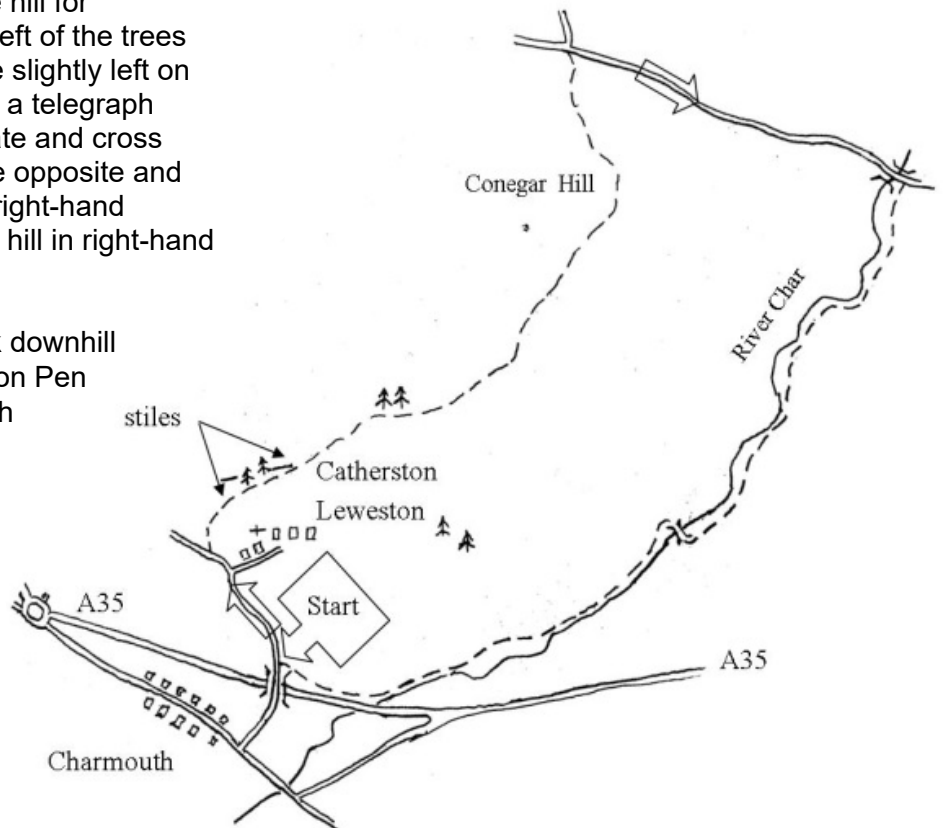 hill for
eft of the trees
slightly left on
a telegraph
ate and cross
opposite and
right-hand
hill in right-hand
downhill
on Pen
stiles
Conegar Hill
River Char
Catherston
Leweston
Start
A35
A35
Charmouth